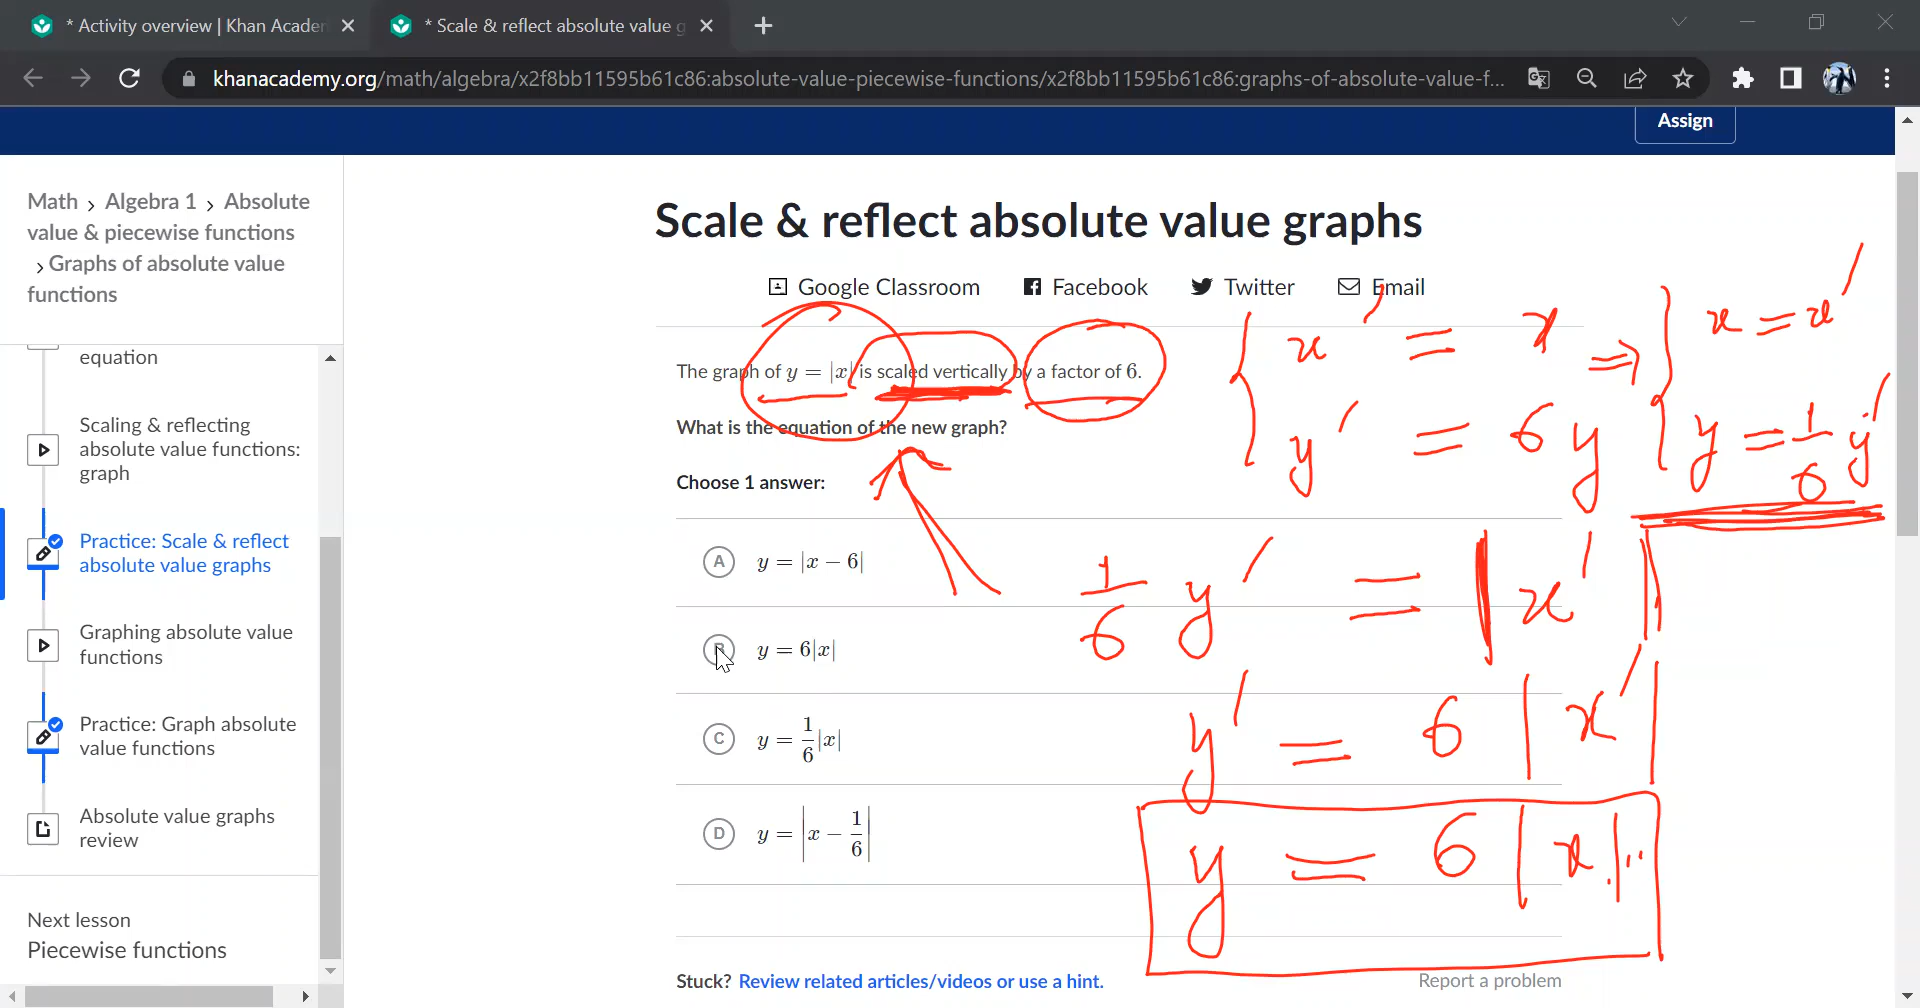 * Activity overview | Khan Acade
* Scale & reflect absolute value g
khanacademy.org/math/algebra/x2f8bb11595b61c86:absolute-value-piecewise-functions/x2f8bb11595b61c86:graphs-of-absolute-value-f...
Assign
Math > Algebra 1 > Absolute
value & piecewise functions
> Graphs of absolute value
functions
equation
Scaling & reflecting
absolute value functions:
graph
Practice: Scale & reflect
absolute value graphs
Graphing absolute value
functions
Practice: Graph absolute
value functions
Absolute value graphs
review
Next lesson
Piecewise functions
Scale & reflect absolute value graphs
Google Classroom Facebook Twitter Email
The graph of y = |x| is scaled vertically by a factor of 6.
What is the equation of the new graph?
Choose 1 answer:
A y = |x − 6|
B y = 6|x|
C y = 1/6|x|
D y = |x − 1/6|
Stuck? Review related articles/videos or use a hint.
Report a problem
x' = x ⇒ x = x'
y' = 6y y = 1/6 y'
1/6 y' = |x'|
y' = 6|x'|
y = 6|x|